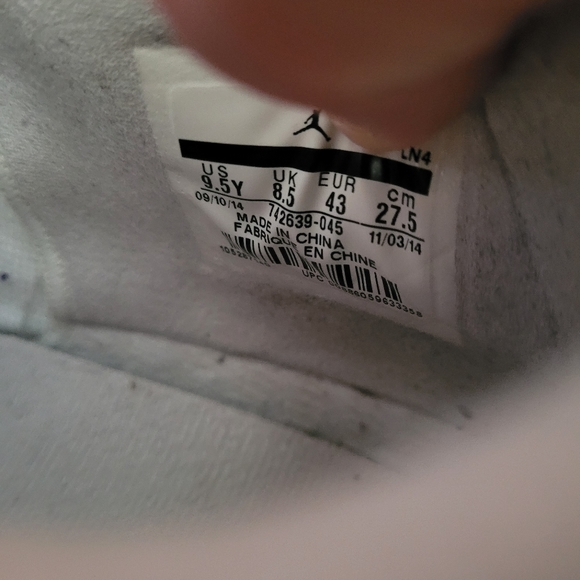 LN4
US UK EUR cm
9.5Y 8.5 43 27.5
09/10/14 742639-045 11/03/14
MADE IN CHINA
FABRIQUE EN CHINE
UPC